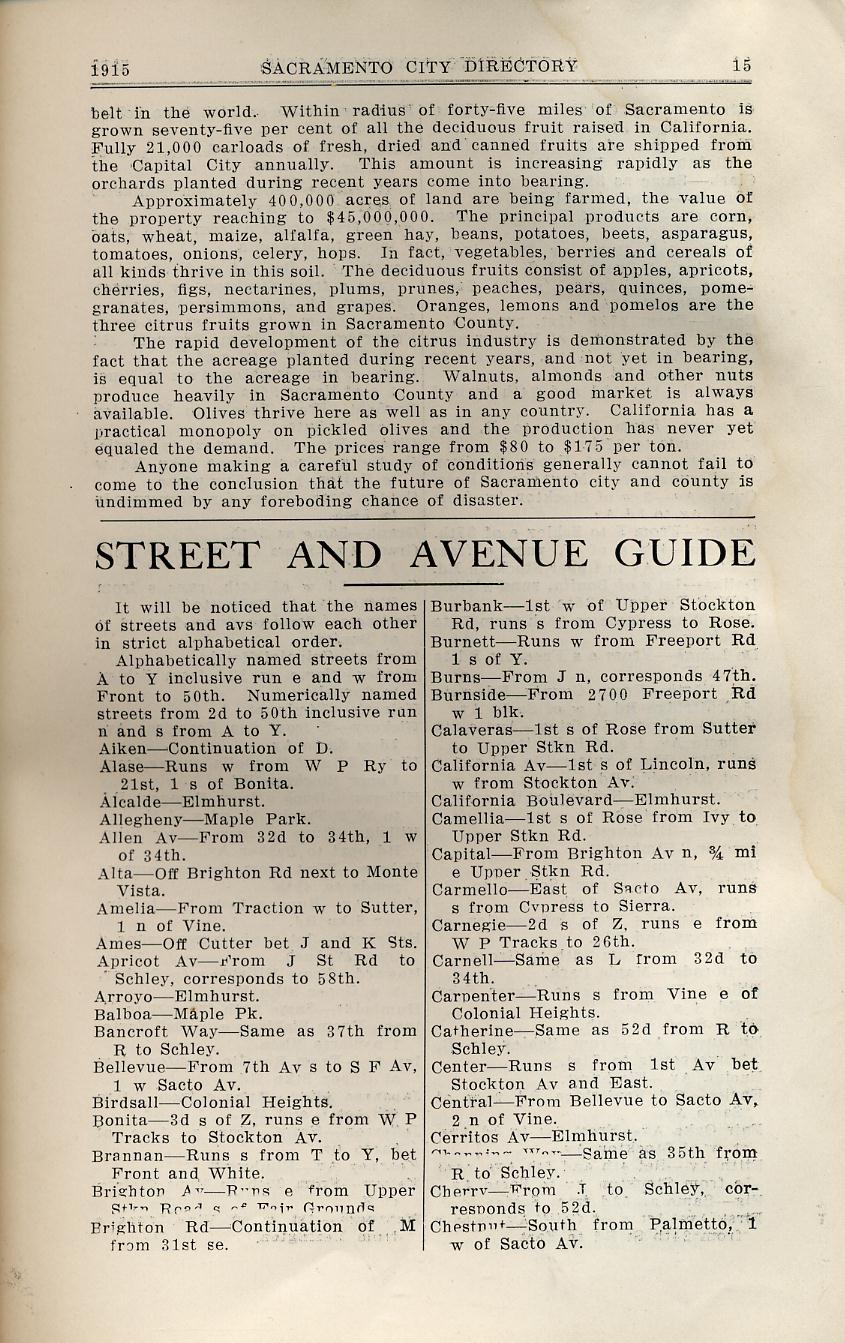 1915 SACRAMENTO CITY DIRECTORY 15
belt in the world. Within radius of forty-five miles of Sacramento is
grown seventy-five per cent of all the deciduous fruit raised in California.
Fully 21,000 carloads of fresh, dried and canned fruits are shipped from
the Capital City annually. This amount is increasing rapidly as the
orchards planted during recent years come into bearing.
Approximately 400,000 acres of land are being farmed, the value of
the property reaching to $45,000,000. The principal products are corn,
oats, wheat, maize, alfalfa, green hay, beans, potatoes, beets, asparagus,
tomatoes, onions, celery, hops. In fact, vegetables, berries and cereals of
all kinds thrive in this soil. The deciduous fruits consist of apples, apricots,
cherries, figs, nectarines, plums, prunes, peaches, pears, quinces, pome-
granates, persimmons, and grapes. Oranges, lemons and pomelos are the
three citrus fruits grown in Sacramento County.
The rapid development of the citrus industry is demonstrated by the
fact that the acreage planted during recent years, and not yet in bearing,
is equal to the acreage in bearing. Walnuts, almonds and other nuts
produce heavily in Sacramento County and a good market is always
available. Olives thrive here as well as in any country. California has a
practical monopoly on pickled olives and the production has never yet
equaled the demand. The prices range from $80 to $175 per ton.
Anyone making a careful study of conditions generally cannot fail to
come to the conclusion that the future of Sacramento city and county is
undimmed by any foreboding chance of disaster.
STREET AND AVENUE GUIDE
It will be noticed that the names
of streets and avs follow each other
in strict alphabetical order.
Alphabetically named streets from
A to Y inclusive run e and w from
Front to 50th. Numerically named
streets from 2d to 50th inclusive run
n and s from A to Y.
Aiken—Continuation of D.
Alase—Runs w from W P Ry to
21st, 1 s of Bonita.
Alcalde—Elmhurst.
Allegheny—Maple Park.
Allen Av—From 32d to 34th, 1 w
of 34th.
Alta—Off Brighton Rd next to Monte
Vista.
Amelia—From Traction w to Sutter,
1 n of Vine.
Ames—Off Cutter bet J and K Sts.
Apricot Av—From J St Rd to
Schley, corresponds to 58th.
Arroyo—Elmhurst.
Balboa—Maple Pk.
Bancroft Way—Same as 37th from
R to Schley.
Bellevue—From 7th Av s to S F Av,
1 w Sacto Av.
Birdsall—Colonial Heights.
Bonita—3d s of Z, runs e from W P
Tracks to Stockton Av.
Brannan—Runs s from T to Y, bet
Front and White.
Brighton Av—Runs e from Upper
Stkn Road s of Fair Grounds
Brighton Rd—Continuation of M
from 31st se.
Burbank—1st w of Upper Stockton
Rd, runs s from Cypress to Rose.
Burnett—Runs w from Freeport Rd
1 s of Y.
Burns—From J n, corresponds 47th.
Burnside—From 2700 Freeport Rd
w 1 blk.
Calaveras—1st s of Rose from Sutter
to Upper Stkn Rd.
California Av—1st s of Lincoln, runs
w from Stockton Av.
California Boulevard—Elmhurst.
Camellia—1st s of Rose from Ivy to
Upper Stkn Rd.
Capital—From Brighton Av n, ¾ mi
e Upper Stkn Rd.
Carmello—East of Sacto Av, runs
s from Cypress to Sierra.
Carnegie—2d s of Z, runs e from
W P Tracks to 26th.
Carnell—Same as L from 32d to
34th.
Carpenter—Runs s from Vine e of
Colonial Heights.
Catherine—Same as 52d from R to
Schley.
Center—Runs s from 1st Av bet
Stockton Av and East.
Central—From Bellevue to Sacto Av,
2 n of Vine.
Cerritos Av—Elmhurst.
—Same as 35th from
R to Schley.
Cherry—From J to Schley, cor-
responds to 52d.
Chestnut—South from Palmetto, 1
w of Sacto Av.